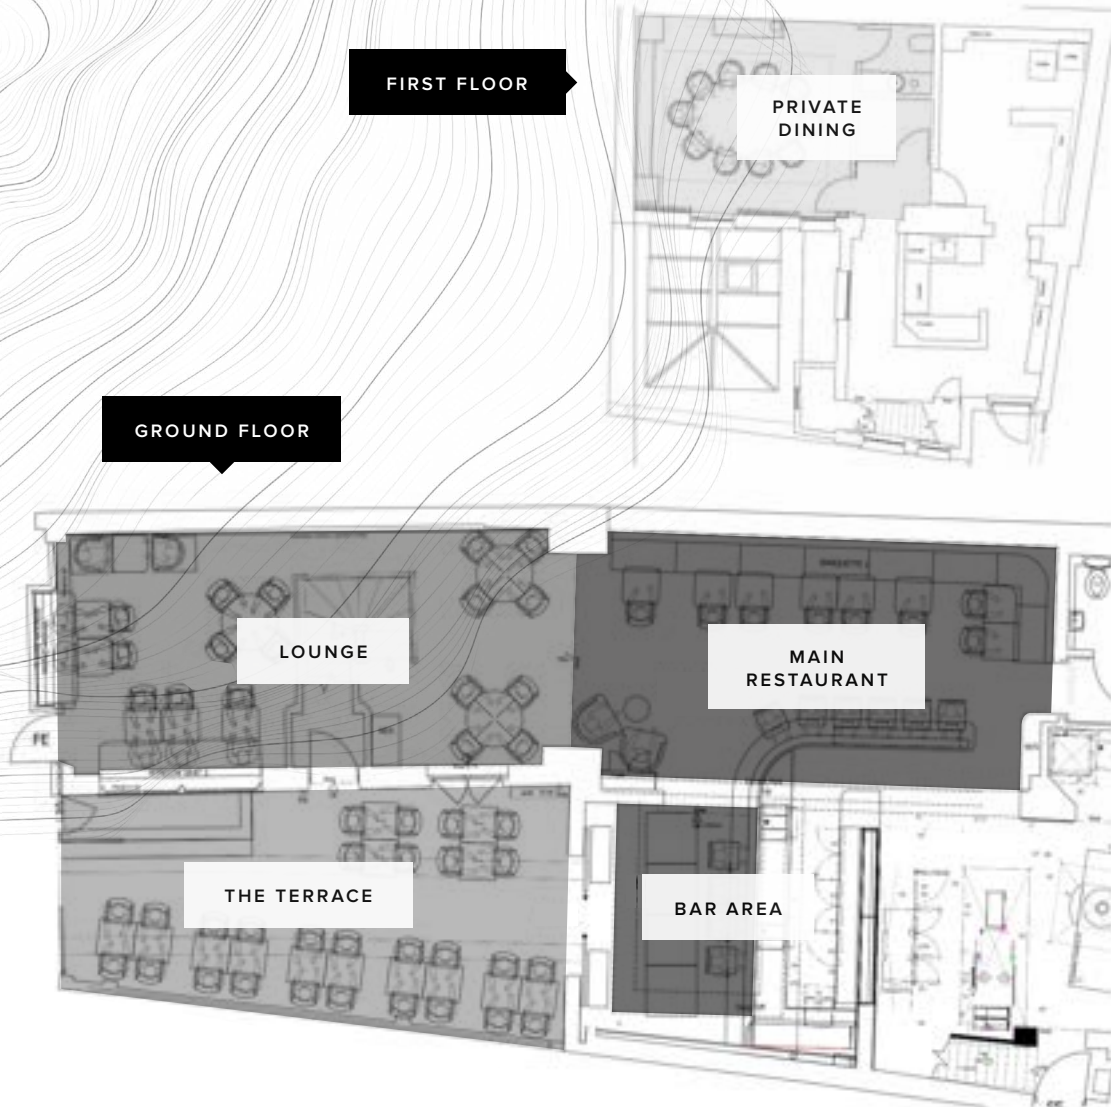 FIRST FLOOR
PRIVATE
DINING
GROUND FLOOR
LOUNGE
MAIN
RESTAURANT
FE
THE TERRACE
BAR AREA